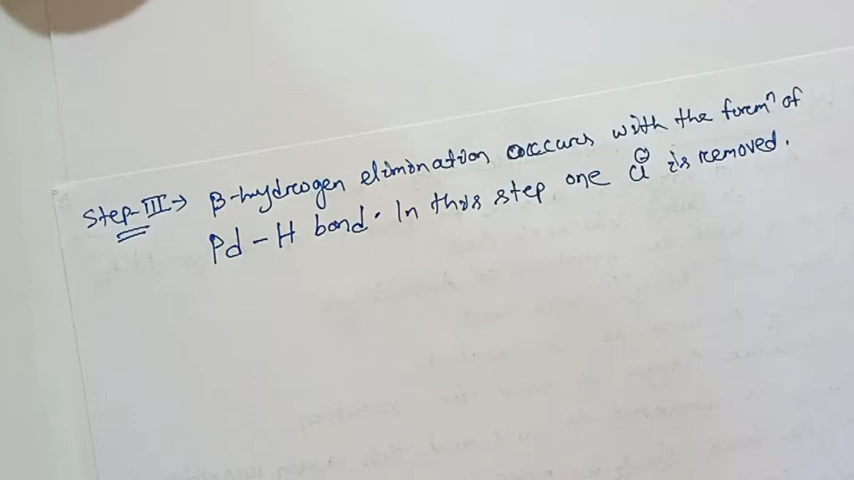 Step-III→ β-hydrogen elimination occurs with the formⁿ of
Pd-H bond. In this step one Cl⊖ is removed.